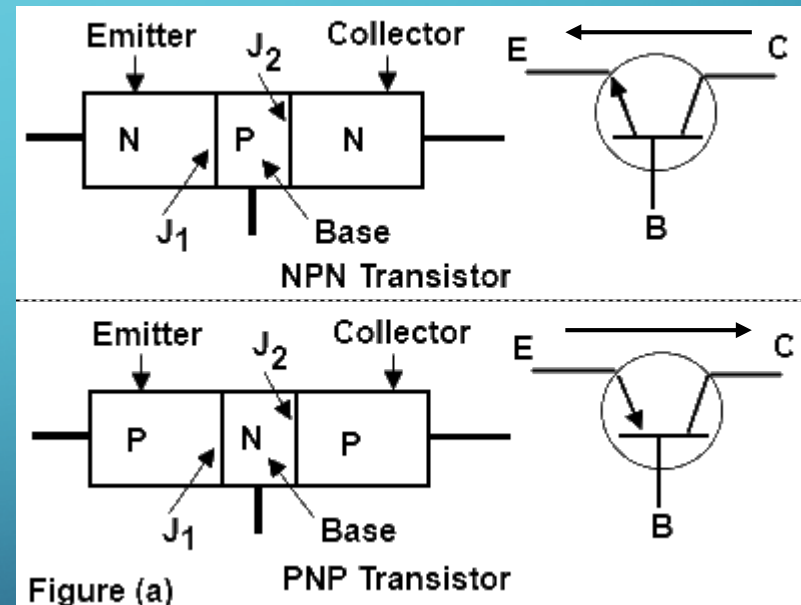 Emitter
J2
Collector
E
C
N
P
N
J1
Base
B
NPN Transistor
Emitter
J2
Collector
E
C
P
N
P
J1
Base
B
PNP Transistor
Figure (a)